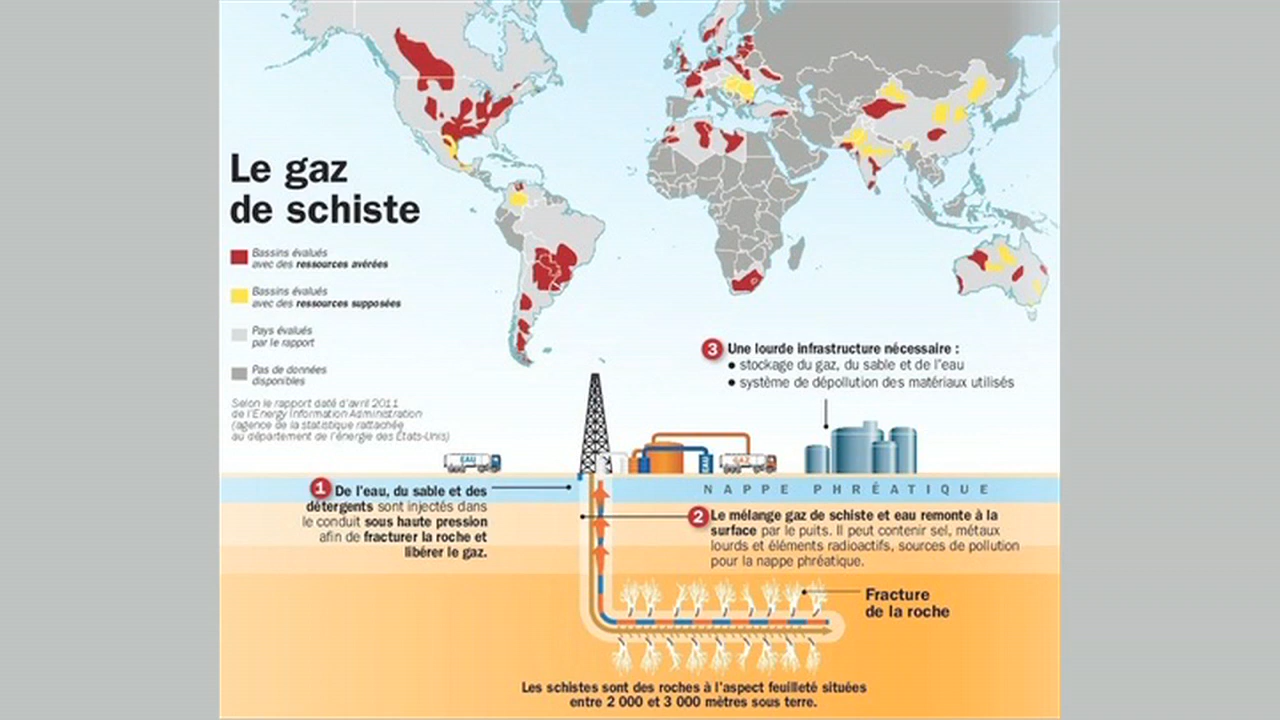 Le gaz
de schiste
Bassins évalués
avec des ressources avérées
Bassins évalués
avec des ressources supposées
Pays évalués
par le rapport
Pas de données
disponibles
Selon le rapport daté d'avril 2011
de l'Energy Information Administration
(agence de la statistique rattachée
au département de l'énergie des États-Unis)
3 Une lourde infrastructure nécessaire :
• stockage du gaz, du sable et de l'eau
• système de dépollution des matériaux utilisés
EAU
EAU
GAZ
NAPPE PHRÉATIQUE
1 De l'eau, du sable et des
détergents sont injectés dans
le conduit sous haute pression
afin de fracturer la roche et
libérer le gaz.
2 Le mélange gaz de schiste et eau remonte à la
surface par le puits. Il peut contenir sel, métaux
lourds et éléments radioactifs, sources de pollution
pour la nappe phréatique.
Fracture
de la roche
Les schistes sont des roches à l'aspect feuilleté situées
entre 2 000 et 3 000 mètres sous terre.